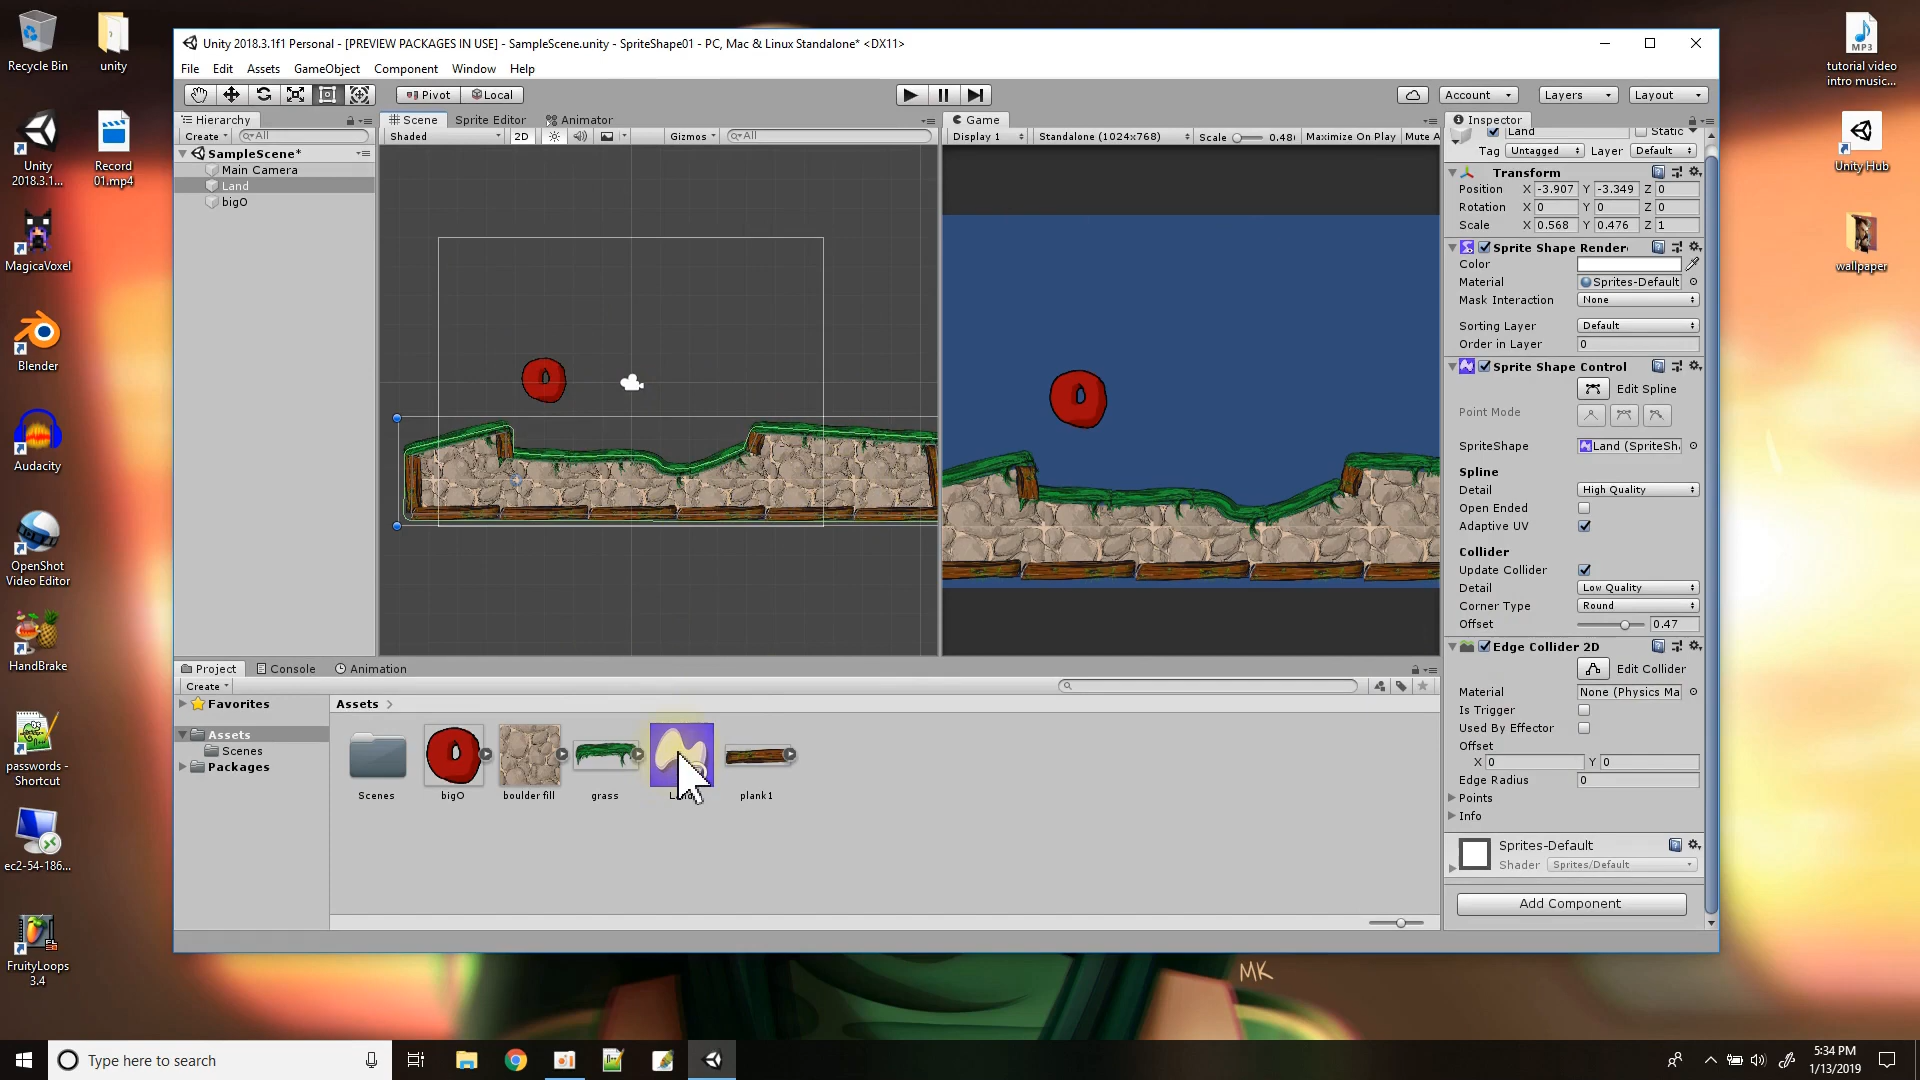 Recycle Bin
unity
Unity
2018.3.1...
Record
01.mp4
MagicaVoxel
Blender
Audacity
OpenShot
Video Editor
HandBrake
passwords -
Shortcut
ec2-54-186...
FruityLoops
3.4
tutorial video
intro music...
MP3
Unity Hub
wallpaper
Unity 2018.3.1f1 Personal - [PREVIEW PACKAGES IN USE] - SampleScene.unity - SpriteShape01 - PC, Mac & Linux Standalone* <DX11>
File Edit Assets GameObject Component Window Help
Pivot Local Account Layers Layout
Hierarchy
Create All
SampleScene*
Main Camera
Land
bigO
Scene Sprite Editor Animator
Shaded 2D Gizmos All
Game
Display 1 Standalone (1024x768) Scale 0.48 Maximize On Play Mute A
Inspector
Land Static
Tag Untagged Layer Default
Transform
Position X -3.907 Y -3.349 Z 0
Rotation X 0 Y 0 Z 0
Scale X 0.568 Y 0.476 Z 1
Sprite Shape Render
Color
Material Sprites-Default
Mask Interaction None
Sorting Layer Default
Order in Layer 0
Sprite Shape Control
Edit Spline
Point Mode
SpriteShape Land (SpriteSh
Spline
Detail High Quality
Open Ended
Adaptive UV
Collider
Update Collider
Detail Low Quality
Corner Type Round
Offset 0.47
Edge Collider 2D
Edit Collider
Material None (Physics Ma
Is Trigger
Used By Effector
Offset
X 0 Y 0
Edge Radius 0
Points
Info
Sprites-Default
Shader Sprites/Default
Add Component
Project Console Animation
Create
Favorites
Assets
Scenes
Packages
Assets
Scenes bigO boulder fill grass plank1
MK
Type here to search
5:34 PM
1/13/2019